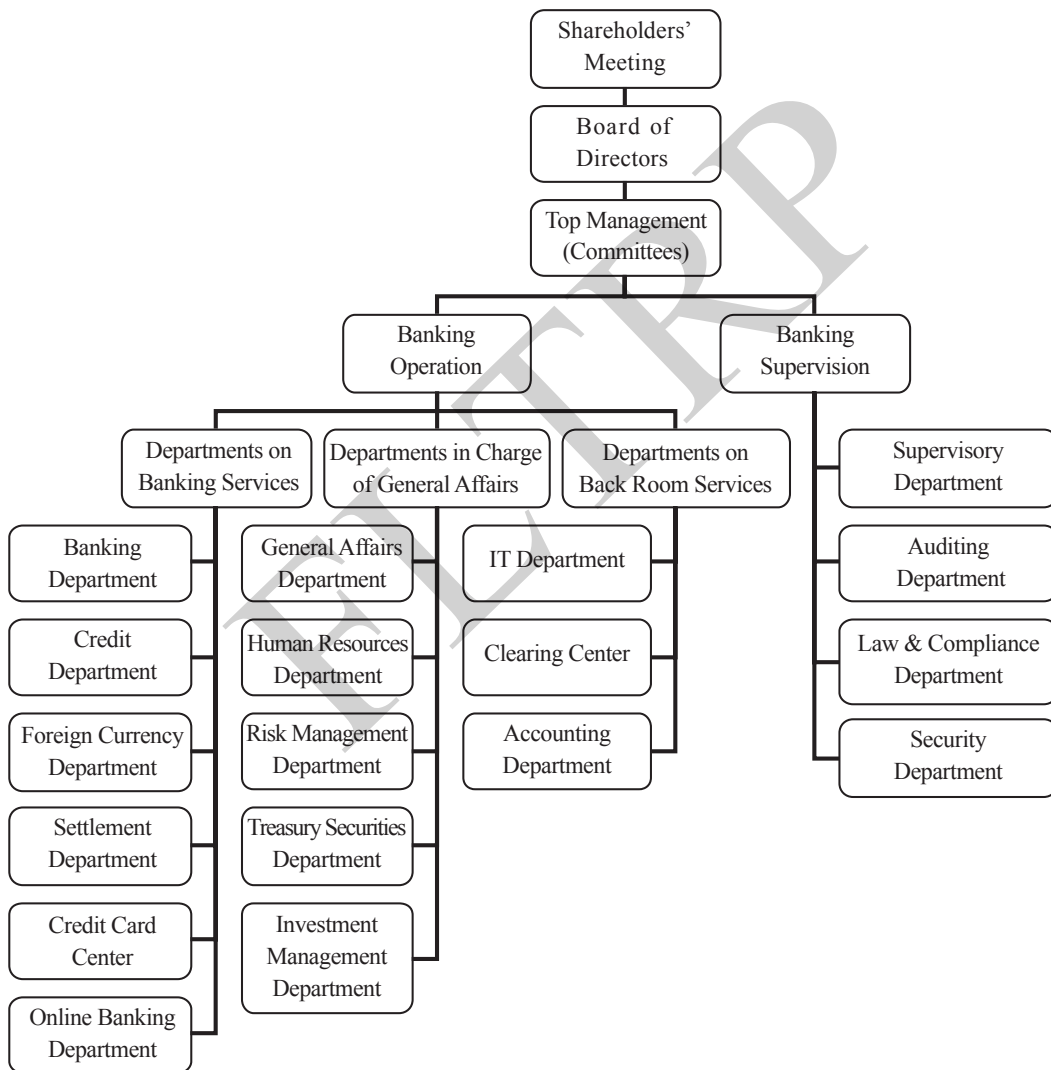 Shareholders’
Meeting
Board of
Directors
Top Management
(Committees)
Banking
Operation
Banking
Supervision
Departments on
Banking Services
Departments in Charge
of General Affairs
Departments on
Back Room Services
Supervisory
Department
Banking
Department
General Affairs
Department
IT Department
Auditing
Department
Credit
Department
Human Resources
Department
Clearing Center
Law & Compliance
Department
Foreign Currency
Department
Risk Management
Department
Accounting
Department
Security
Department
Settlement
Department
Treasury Securities
Department
Credit Card
Center
Investment
Management
Department
Online Banking
Department
FLTRP